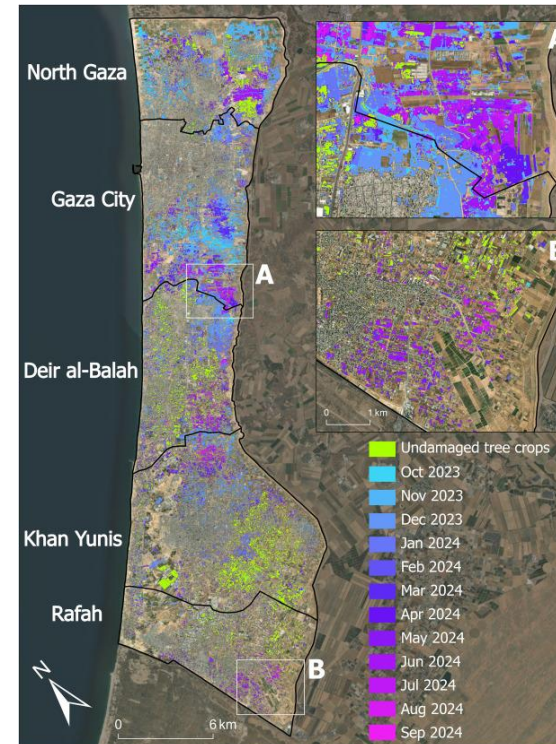 North Gaza
Gaza City
Deir al-Balah
Khan Yunis
Rafah
A
B
N
0 6 km
A
B
0 1 km
Undamaged tree crops
Oct 2023
Nov 2023
Dec 2023
Jan 2024
Feb 2024
Mar 2024
Apr 2024
May 2024
Jun 2024
Jul 2024
Aug 2024
Sep 2024